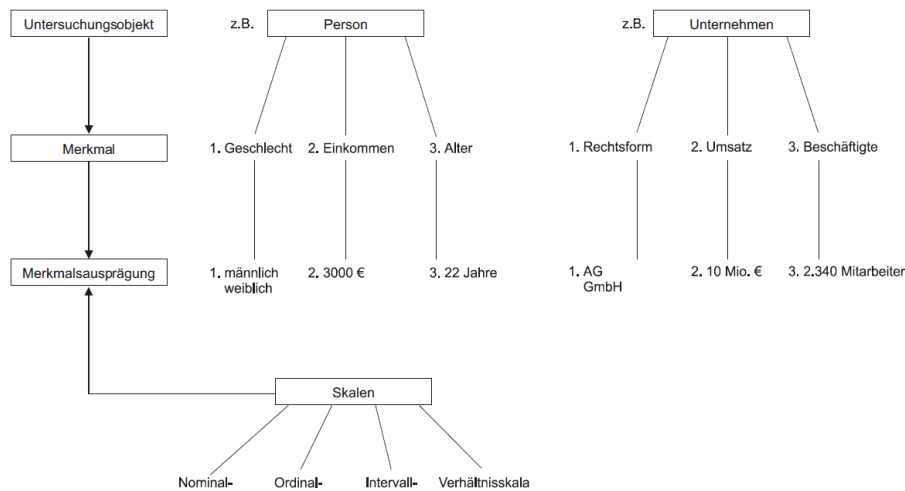 Untersuchungsobjekt
z.B.
Person
z.B.
Unternehmen
Merkmal
1. Geschlecht
2. Einkommen
3. Alter
1. Rechtsform
2. Umsatz
3. Beschäftigte
Merkmalsausprägung
1. männlich
weiblich
2. 3000 €
3. 22 Jahre
1. AG
GmbH
2. 10 Mio. €
3. 2.340 Mitarbeiter
Skalen
Nominal-
Ordinal-
Intervall-
Verhältnisskala